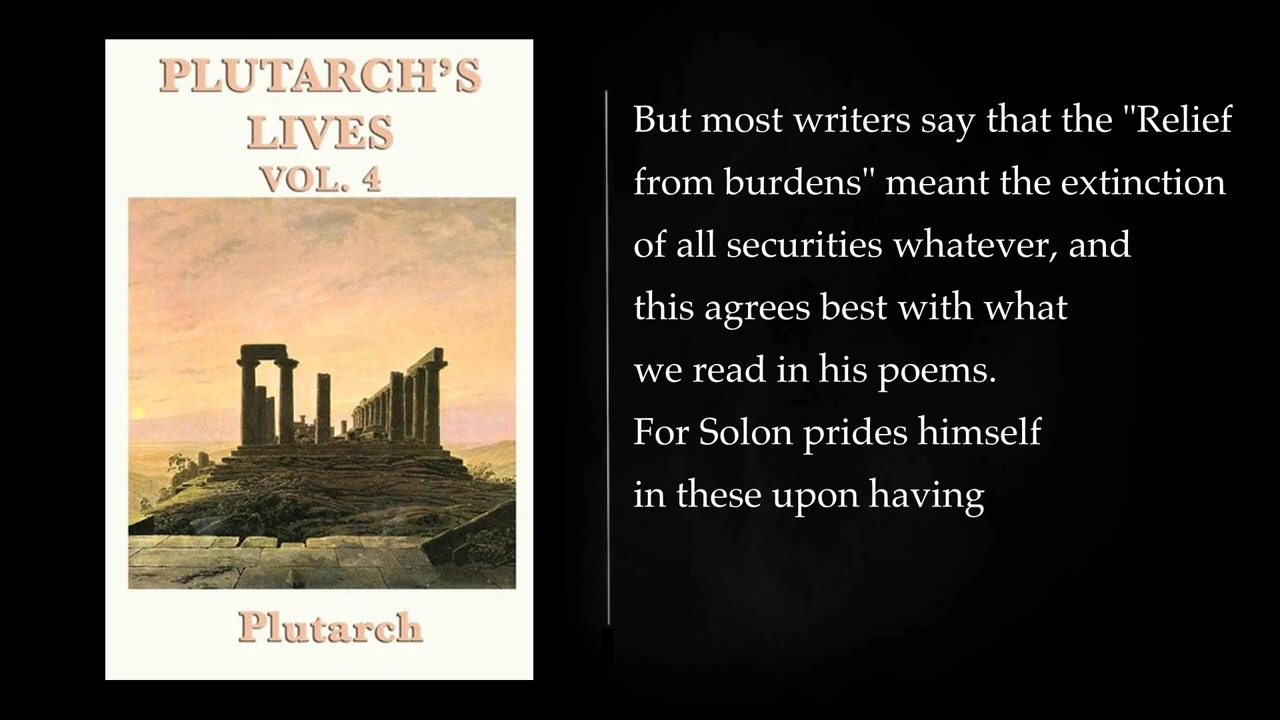 PLUTARCH'S
LIVES
VOL. 4
Plutarch
But most writers say that the "Relief
from burdens" meant the extinction
of all securities whatever, and
this agrees best with what
we read in his poems.
For Solon prides himself
in these upon having